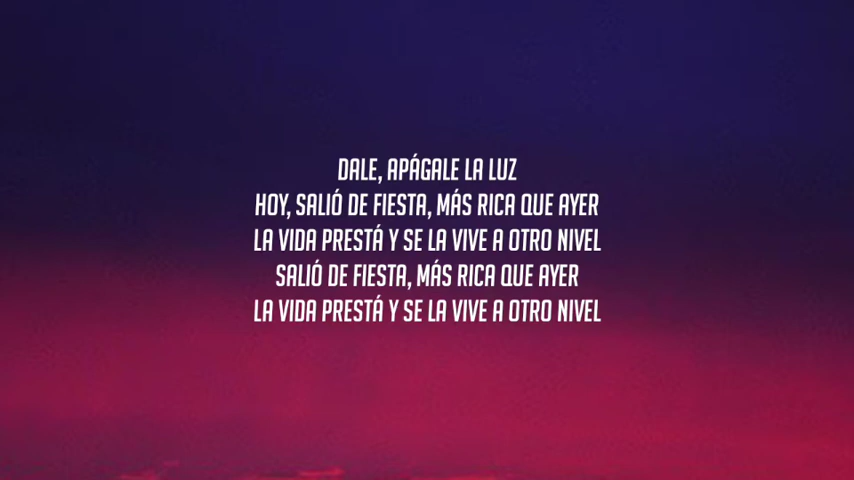 DALE, APÁGALE LA LUZ
HOY, SALIÓ DE FIESTA, MÁS RICA QUE AYER
LA VIDA PRESTÁ Y SE LA VIVE A OTRO NIVEL
SALIÓ DE FIESTA, MÁS RICA QUE AYER
LA VIDA PRESTÁ Y SE LA VIVE A OTRO NIVEL